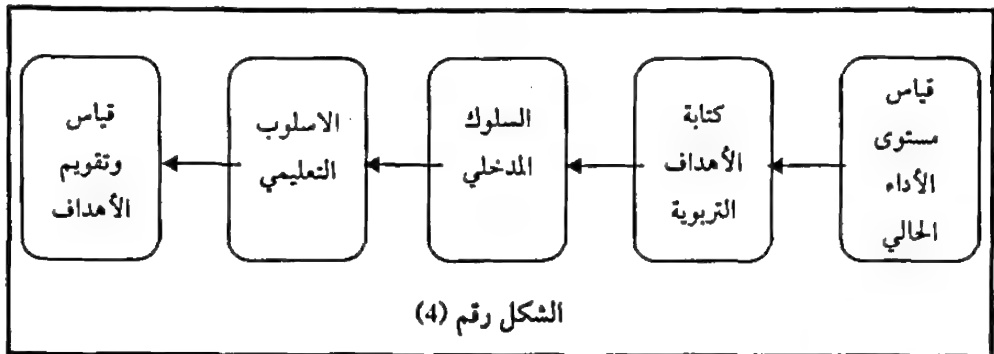 قياس
مستوى
الأداء
الحالي
كتابة
الأهداف
التربوية
السلوك
المدخلي
الاسلوب
التعليمي
قياس
وتقويم
الأهداف
الشكل رقم (4)